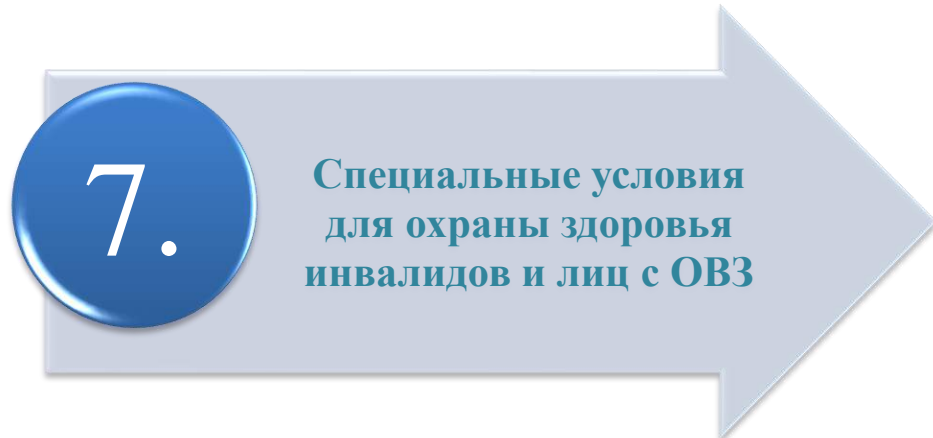 7.
Специальные условия
для охраны здоровья
инвалидов и лиц с ОВЗ